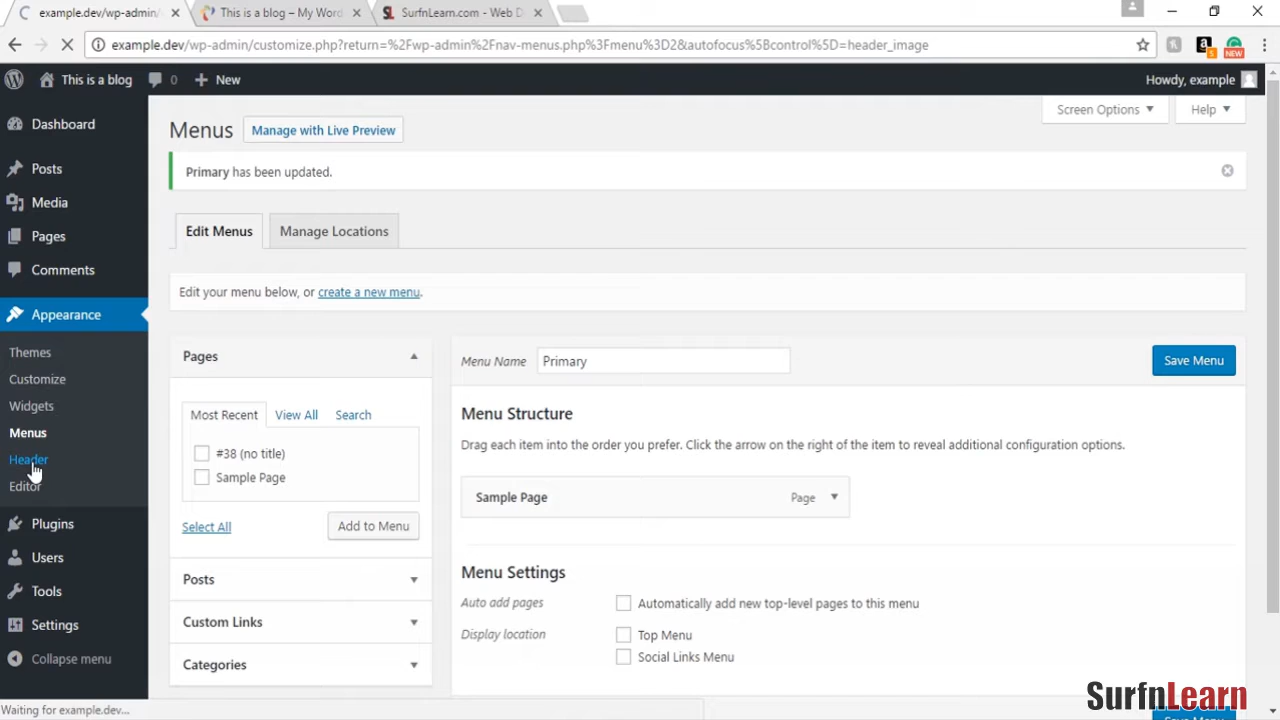 example.dev/wp-admin/
This is a blog – My Word
SurfnLearn.com - Web D
example.dev/wp-admin/customize.php?return=%2Fwp-admin%2Fnav-menus.php%3Fmenu%3D2&autofocus%5Bcontrol%5D=header_image
5
NEW
This is a blog
0
New
Howdy, example
Screen Options
Help
Dashboard
Posts
Media
Pages
Comments
Appearance
Themes
Customize
Widgets
Menus
Header
Editor
Plugins
Users
Tools
Settings
Collapse menu
Menus
Manage with Live Preview
Primary has been updated.
Edit Menus
Manage Locations
Edit your menu below, or create a new menu.
Pages
Most Recent
View All
Search
#38 (no title)
Sample Page
Select All
Add to Menu
Posts
Custom Links
Categories
Menu Name
Primary
Save Menu
Menu Structure
Drag each item into the order you prefer. Click the arrow on the right of the item to reveal additional configuration options.
Sample Page
Page
Menu Settings
Auto add pages
Automatically add new top-level pages to this menu
Display location
Top Menu
Social Links Menu
Save Menu
Waiting for example.dev...
SurfnLearn